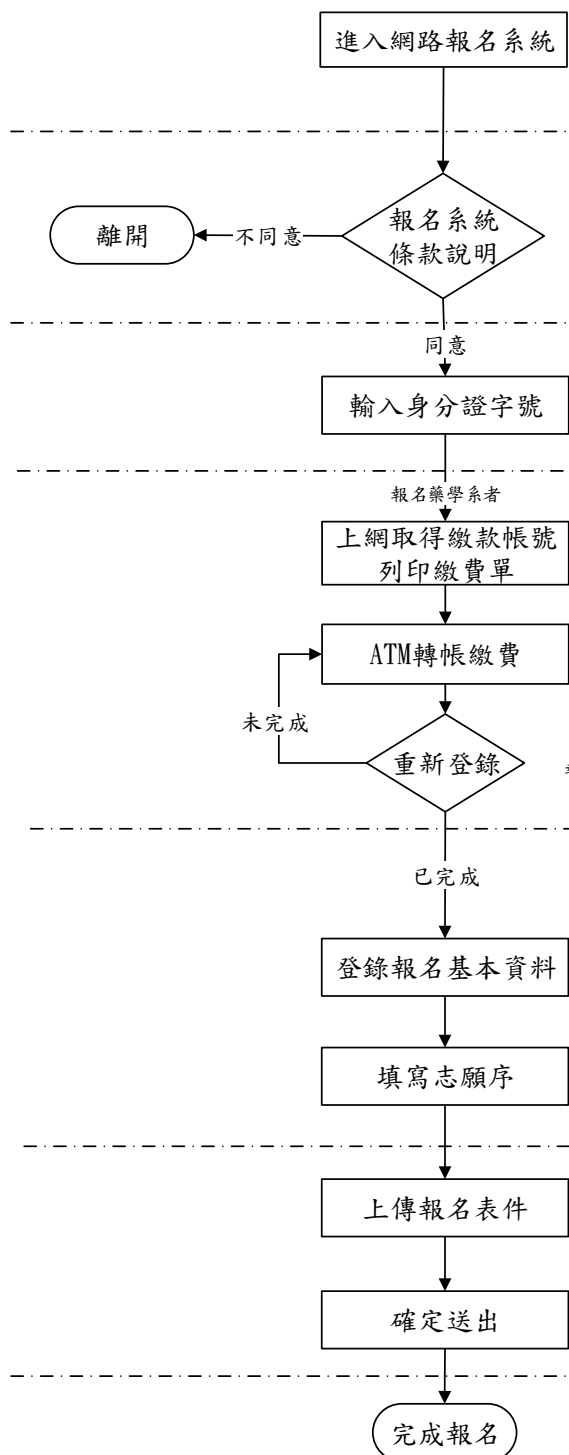 進入網路報名系統
報名系統
條款說明
不同意
離開
同意
輸入身分證字號
報名藥學系者
上網取得繳款帳號
列印繳費單
ATM轉帳繳費
未完成
重新登錄
已完成
登錄報名基本資料
填寫志願序
上傳報名表件
確定送出
完成報名